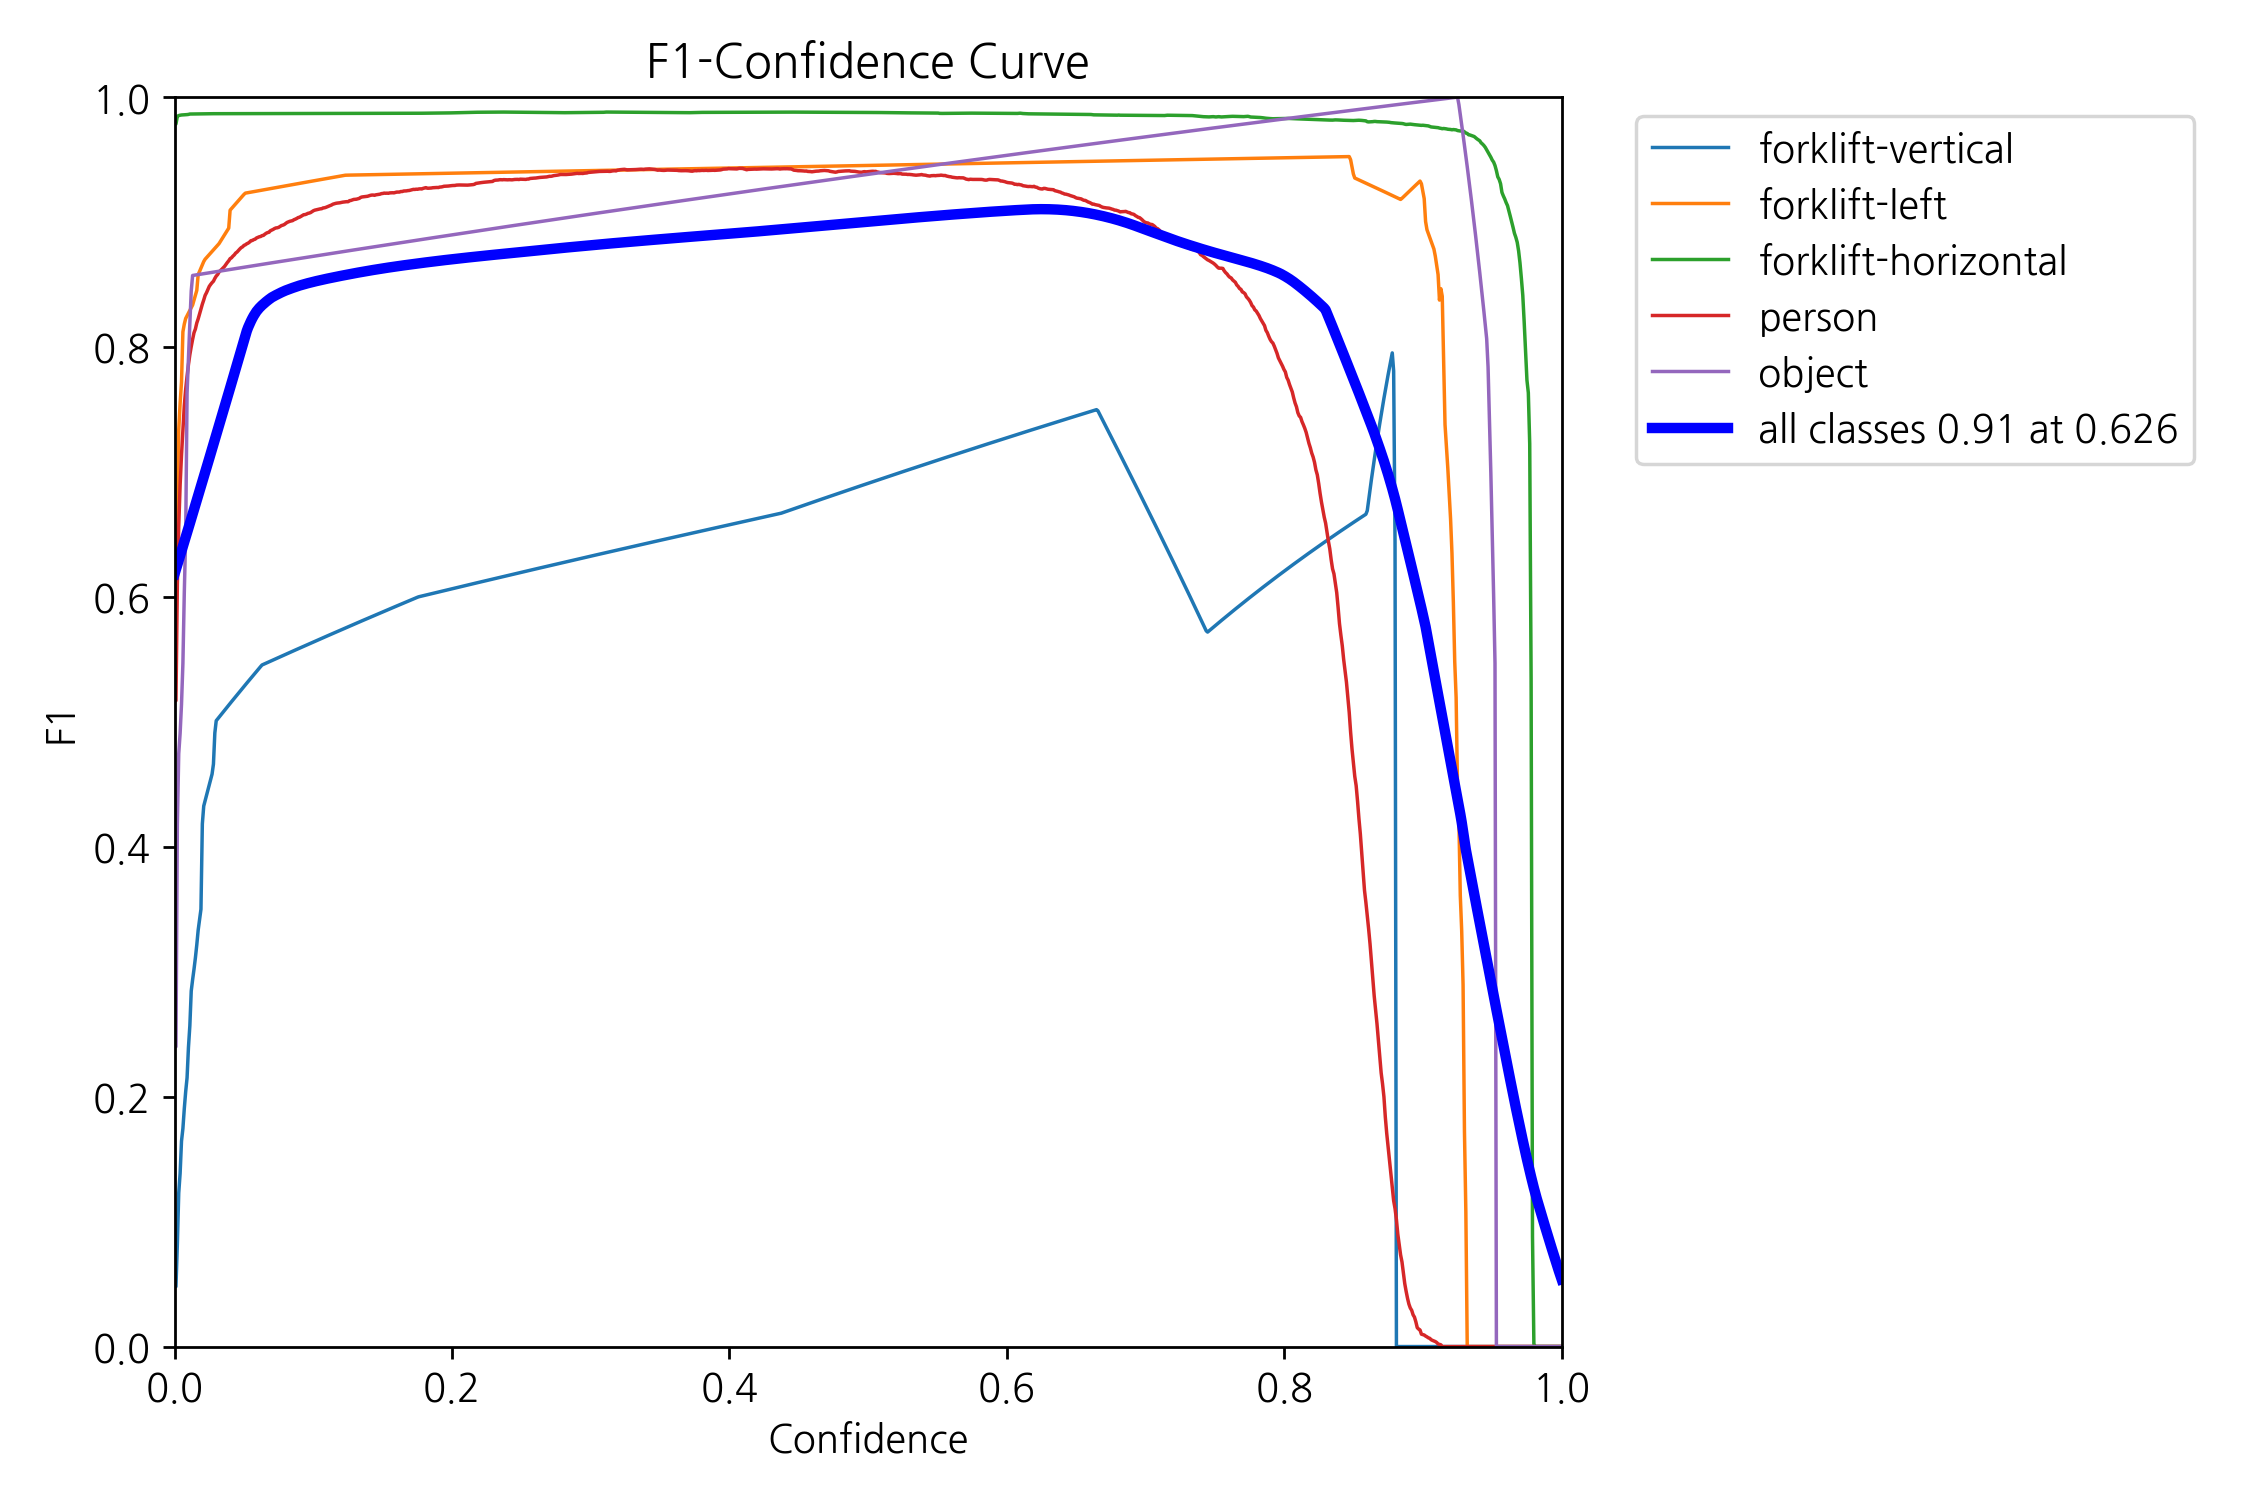 F1-Confidence Curve
1.0
0.8
0.6
0.4
0.2
0.0
F1
0.0 0.2 0.4 0.6 0.8 1.0
Confidence
forklift-vertical
forklift-left
forklift-horizontal
person
object
all classes 0.91 at 0.626